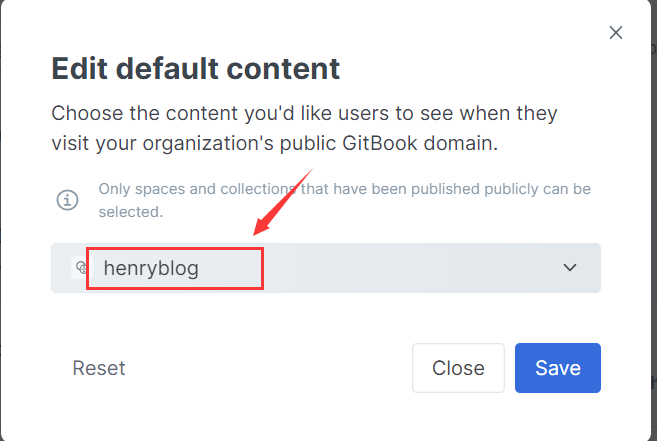 Edit default content
Choose the content you'd like users to see when they
visit your organization's public GitBook domain.
Only spaces and collections that have been published publicly can be
selected.
henryblog
Reset
Close
Save